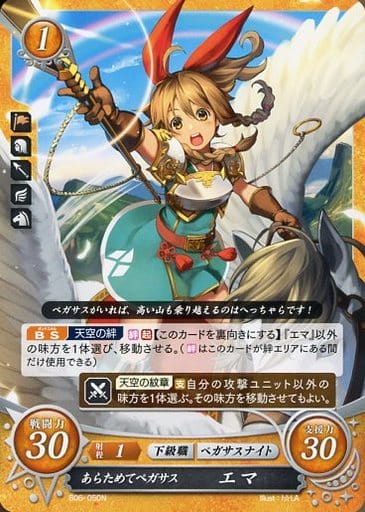 1
ペガサスがいれば、高い山も乗り越えるのはへっちゃらです!
BS 天空の絆 絆 起 【このカードを裏向きにする】『エマ』以外
の味方を1体選び、移動させる。(絆はこのカードが絆エリアにある間
だけ使用できる)
天空の紋章 支 自分の攻撃ユニット以外の
味方を1体選ぶ。その味方を移動させてもよい。
戦闘力
30
射程 1
下級職
ペガサスナイト
支援力
30
あらためてペガサス エマ
B06-050N